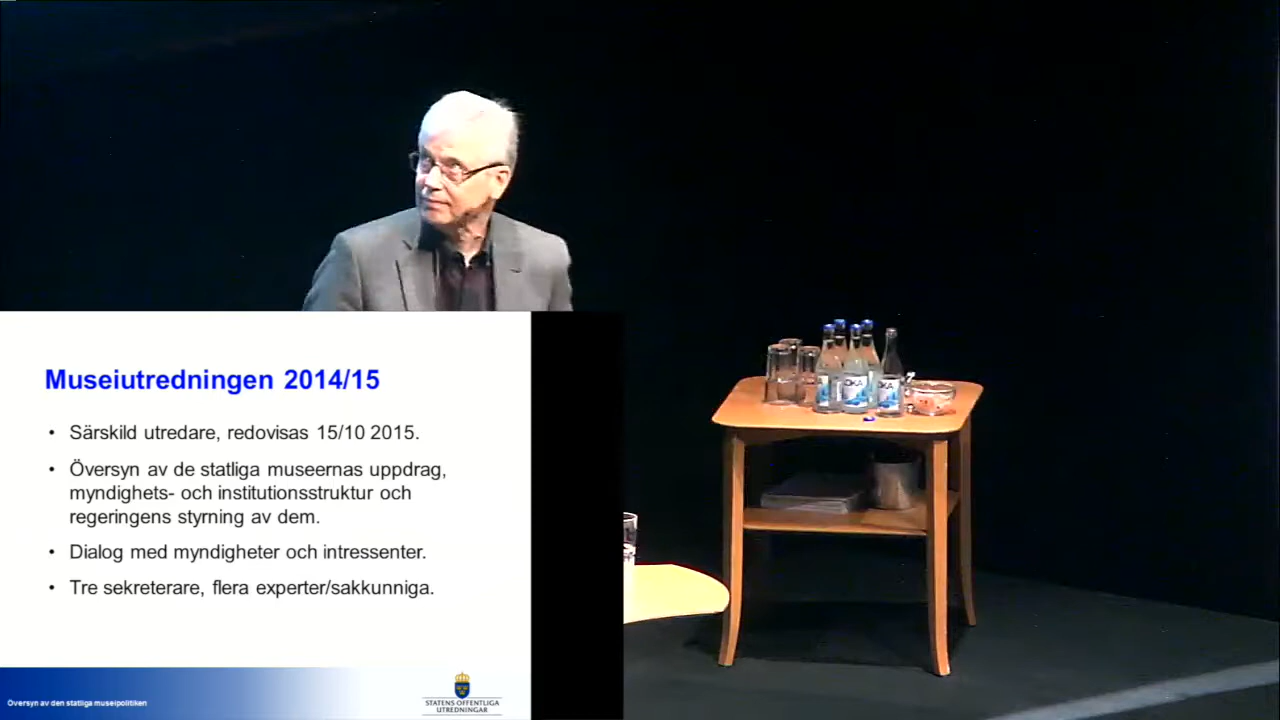 Museiutredningen 2014/15
• Särskild utredare, redovisas 15/10 2015.
• Översyn av de statliga museernas uppdrag,
myndighets- och institutionsstruktur och
regeringens styrning av dem.
• Dialog med myndigheter och intressenter.
• Tre sekreterare, flera experter/sakkunniga.
Översyn av den statliga museipolitiken
STATENS OFFENTLIGA
UTREDNINGAR